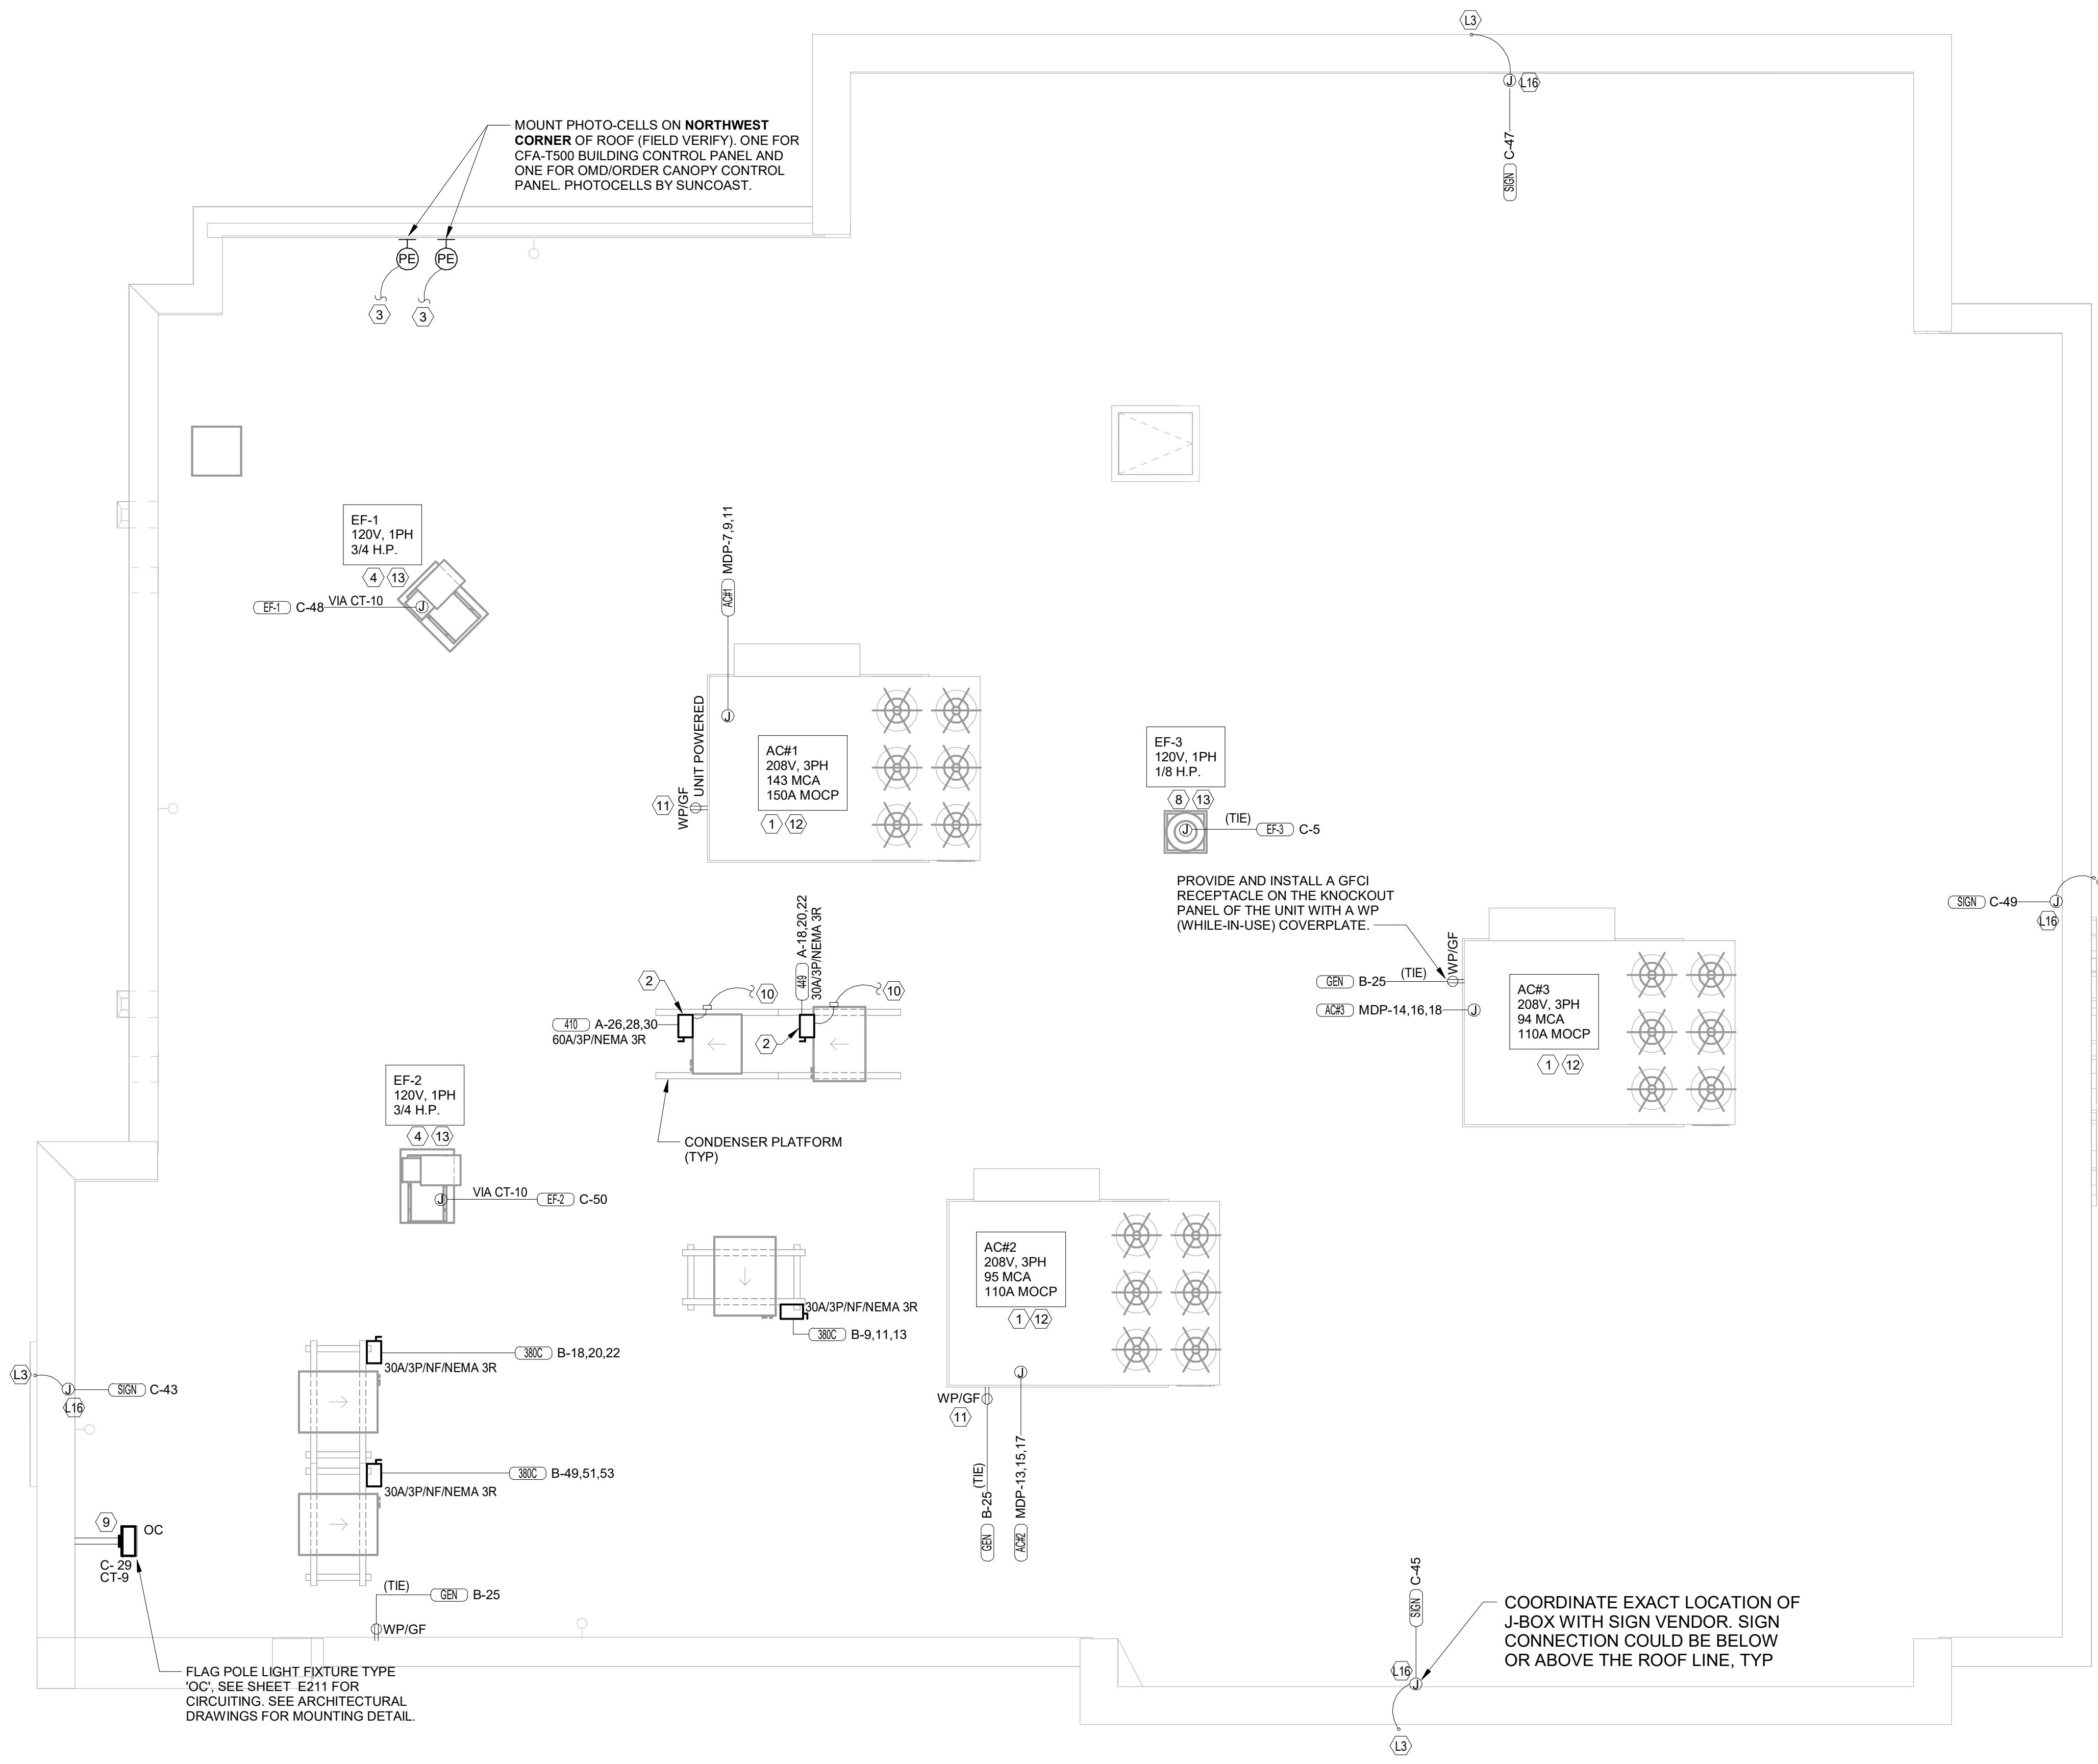 L3
J
L16
SIGN C-47
MOUNT PHOTO-CELLS ON NORTHWEST
CORNER OF ROOF (FIELD VERIFY). ONE FOR
CFA-T500 BUILDING CONTROL PANEL AND
ONE FOR OMD/ORDER CANOPY CONTROL
PANEL. PHOTOCELLS BY SUNCOAST.
PE
PE
3
3
EF-1
120V, 1PH
3/4 H.P.
4
13
EF-1 C-48 VIA CT-10
J
AC#1 MDP-7,9,11
J
UNIT POWERED
WP/GF
11
AC#1
208V, 3PH
143 MCA
150A MOCP
1
12
EF-3
120V, 1PH
1/8 H.P.
8
13
J
(TIE)
EF-3 C-5
PROVIDE AND INSTALL A GFCI
RECEPTACLE ON THE KNOCKOUT
PANEL OF THE UNIT WITH A WP
(WHILE-IN-USE) COVERPLATE.
WP/GF
GEN B-25 (TIE)
AC#3 MDP-14,16,18
J
AC#3
208V, 3PH
94 MCA
110A MOCP
1
12
SIGN C-49
J
L16
449 A-18,20,22
30A/3P/NEMA 3R
2
10
10
410 A-26,28,30
60A/3P/NEMA 3R
2
CONDENSER PLATFORM
(TYP)
EF-2
120V, 1PH
3/4 H.P.
4
13
J
VIA CT-10
EF-2 C-50
AC#2
208V, 3PH
95 MCA
110A MOCP
1
12
J
WP/GF
11
GEN B-25 (TIE)
AC#2 MDP-13,15,17
30A/3P/NF/NEMA 3R
380C B-9,11,13
380C B-18,20,22
30A/3P/NF/NEMA 3R
L3
J
SIGN C-43
L16
380C B-49,51,53
30A/3P/NF/NEMA 3R
9
OC
C- 29
CT-9
(TIE)
GEN B-25
WP/GF
FLAG POLE LIGHT FIXTURE TYPE
'OC', SEE SHEET E211 FOR
CIRCUITING. SEE ARCHITECTURAL
DRAWINGS FOR MOUNTING DETAIL.
SIGN C-45
COORDINATE EXACT LOCATION OF
J-BOX WITH SIGN VENDOR. SIGN
CONNECTION COULD BE BELOW
OR ABOVE THE ROOF LINE, TYP
L16
J
L3